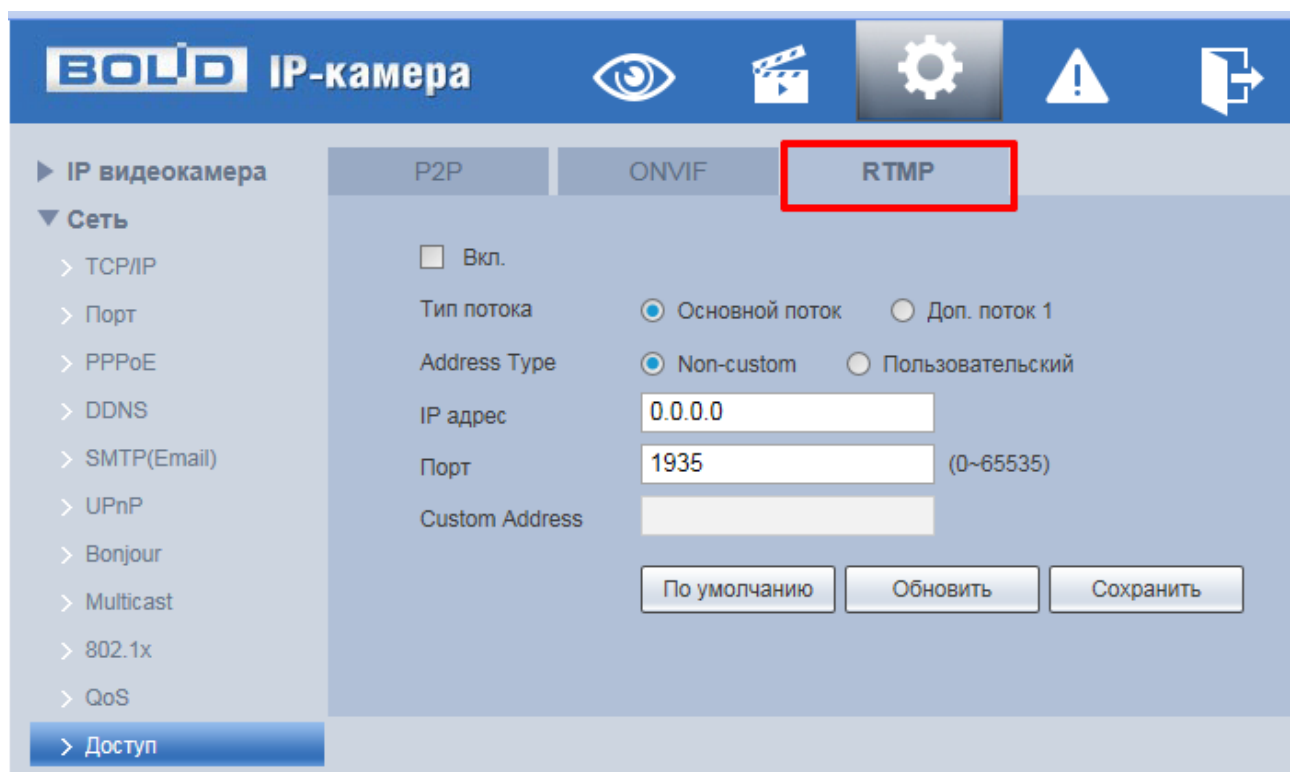 BOLID IP-камера
IP видеокамера
Сеть
TCP/IP
Порт
PPPoE
DDNS
SMTP(Email)
UPnP
Bonjour
Multicast
802.1x
QoS
Доступ
P2P ONVIF RTMP
Вкл.
Тип потока Основной поток Доп. поток 1
Address Type Non-custom Пользовательский
IP адрес 0.0.0.0
Порт 1935 (0~65535)
Custom Address
По умолчанию Обновить Сохранить